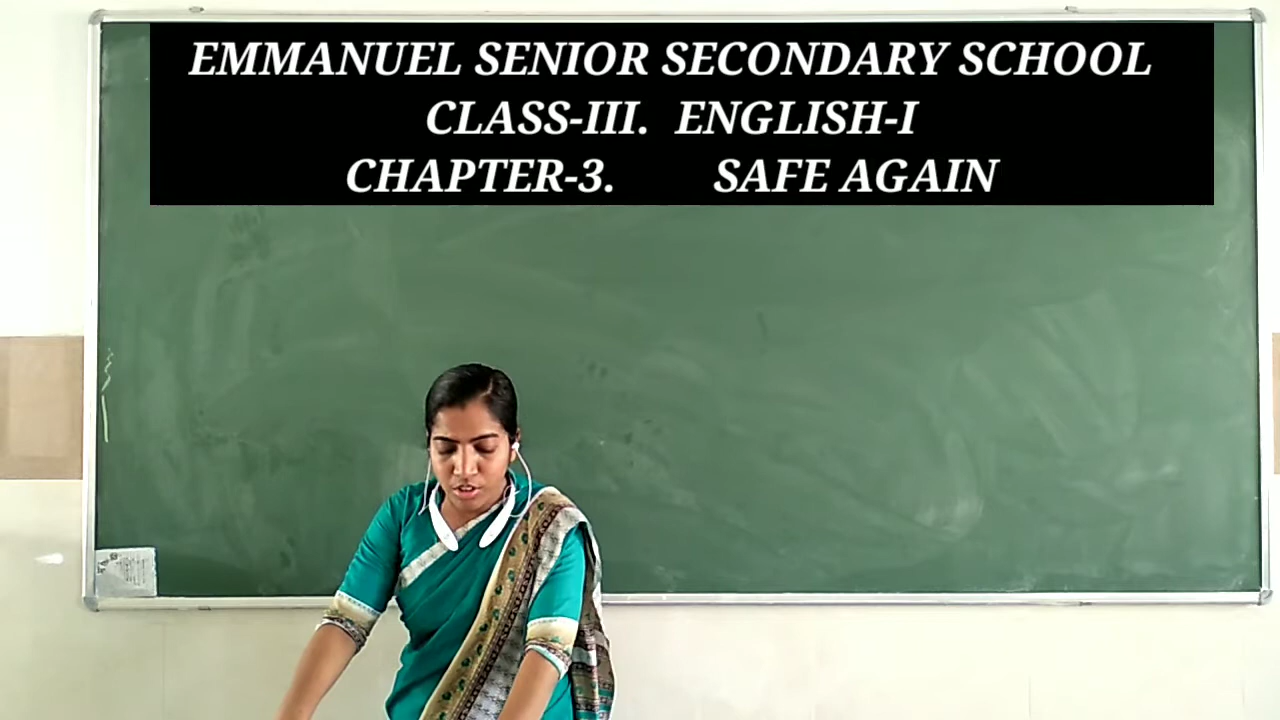 EMMANUEL SENIOR SECONDARY SCHOOL
CLASS-III. ENGLISH-I
CHAPTER-3. SAFE AGAIN